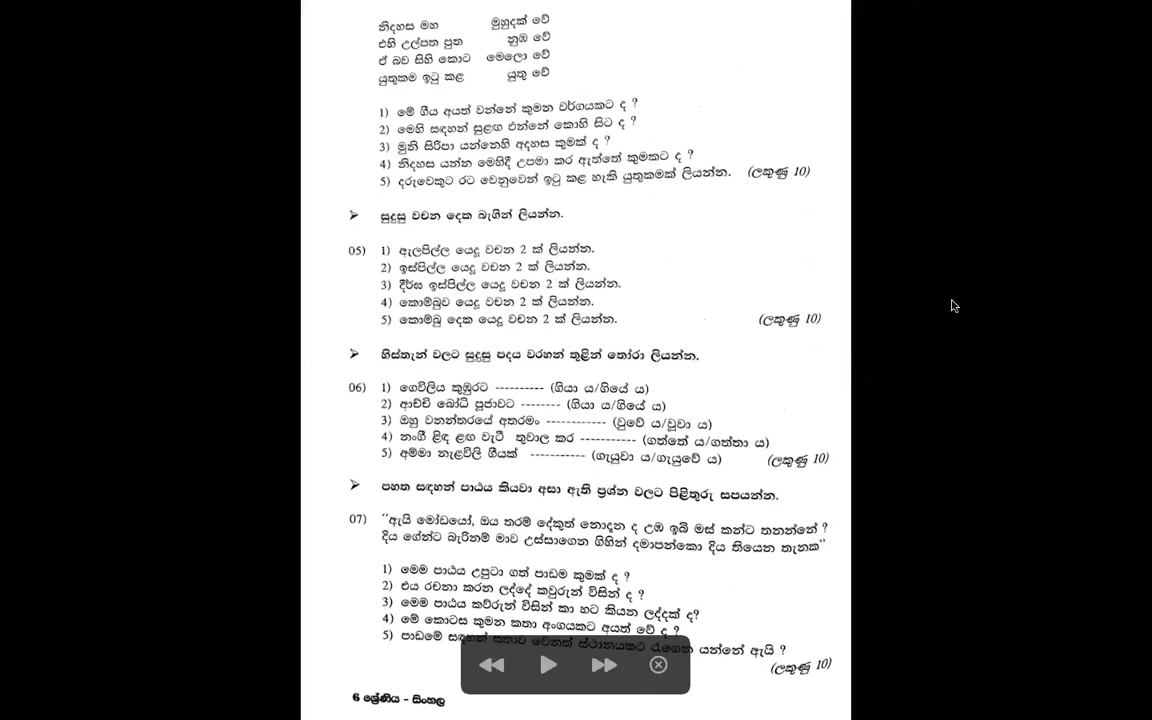 නිදහස මහ මුහුදක් වේ
එහි උල්පත පුත නුඹ වේ
ඒ බව සිහි කොට මෙලො වේ
යුතුකම ඉටු කළ යුතු වේ
1) මේ ගීය අයත් වන්නේ කුමන වර්ගයකට ද ?
2) මෙහි සඳහන් සුළඟ එන්නේ කොහි සිට ද ?
3) මුනි සිරිපා යන්නෙහි අදහස කුමක් ද ?
4) නිදහස යන්න මෙහිදී උපමා කර ඇත්තේ කුමකට ද ?
5) දරුවෙකුට රට වෙනුවෙන් ඉටු කළ හැකි යුතුකමක් ලියන්න. (ලකුණු 10)
➢ සුදුසු වචන දෙක බැගින් ලියන්න.
05) 1) ඇලපිල්ල යෙදූ වචන 2 ක් ලියන්න.
2) ඉස්පිල්ල යෙදූ වචන 2 ක් ලියන්න.
3) දීර්ඝ ඉස්පිල්ල යෙදූ වචන 2 ක් ලියන්න.
4) කොම්බුව යෙදූ වචන 2 ක් ලියන්න.
5) කොම්බු දෙක යෙදූ වචන 2 ක් ලියන්න. (ලකුණු 10)
➢ හිස්තැන් වලට සුදුසු පදය වරහන් තුළින් තෝරා ලියන්න.
06) 1) ගෙවිලිය කුඹුරට ---------- (ගියා ය/ගියේ ය)
2) ආච්චි බෝධි පූජාවට -------- (ගියා ය/ගියේ ය)
3) ඔහු වනන්තරයේ අතරමං ------------ (වුවේ ය/වූවා ය)
4) නංගී ළිඳ ළඟ වැටී තුවාල කර ----------- (ගත්තේ ය/ගත්තා ය)
5) අම්මා නැළවිලි ගීයක් ----------- (ගැයුවා ය/ගැයුවේ ය) (ලකුණු 10)
➢ පහත සඳහන් පාඨය කියවා අසා ඇති ප්‍රශ්න වලට පිළිතුරු සපයන්න.
07) "ඇයි මෝඩයෝ, ඔය තරම් දේකුත් නොදන ද උඹ ඉබි මස් කන්ට තනන්නේ ?
දිය ගේන්ට බැරිනම් මාව උස්සාගෙන ගිහින් දමාපන්කො දිය තියෙන තැනක"
1) මෙම පාඨය උපුටා ගත් පාඩම කුමක් ද ?
2) එය රචනා කරන ලද්දේ කවුරුන් විසින් ද ?
3) මෙම පාඨය කව්රුන් විසින් කා හට කියන ලද්දක් ද?
4) මේ කොටස කුමන කතා අංගයකට අයත් වේ ද ?
5) පාඩමේ සඳහන් සතාව වෙනත් ස්ථානයකට රැගෙන යන්නේ ඇයි ?
(ලකුණු 10)
6 ශ්‍රේණිය - සිංහල